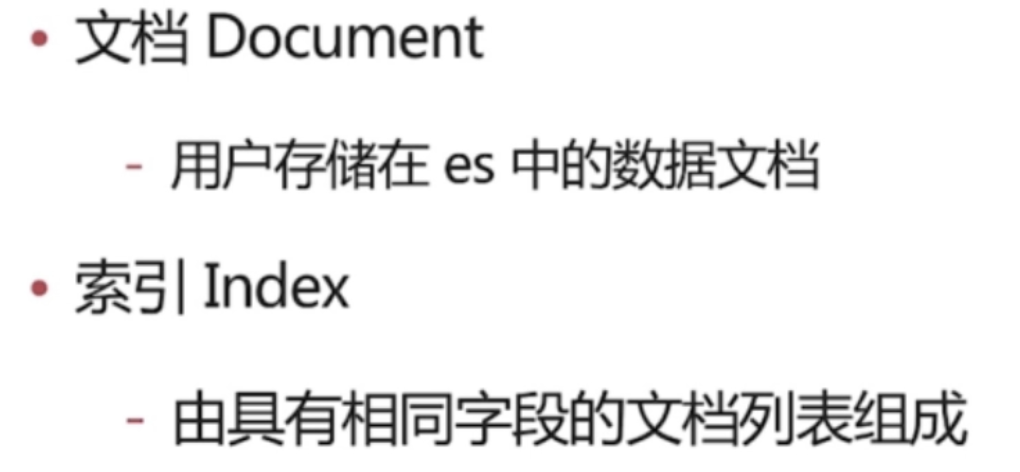 • 文档 Document
- 用户存储在 es 中的数据文档
• 索引 Index
- 由具有相同字段的文档列表组成